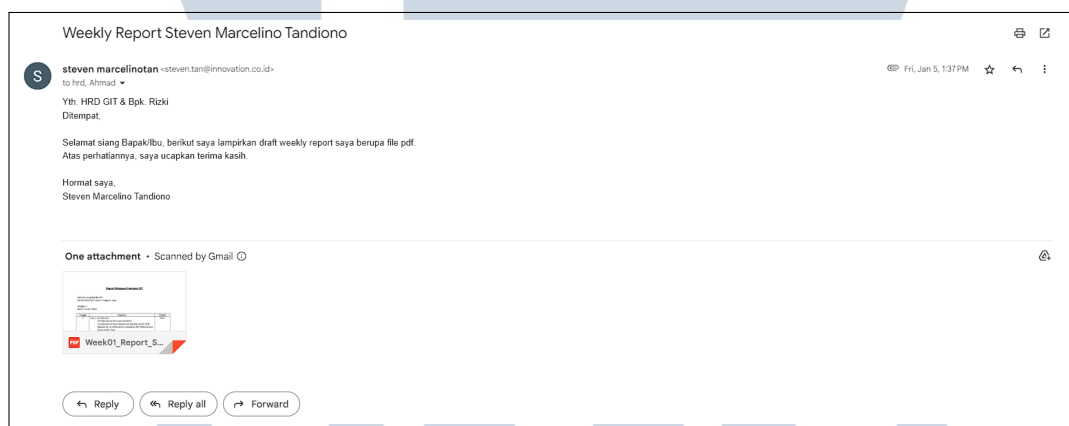 Weekly Report Steven Marcelino Tandiono
S
steven marcelinotan <steven.tan@innovation.co.id>
Fri, Jan 5, 1:37 PM
to hrd, Ahmad
Yth. HRD GIT & Bpk. Rizki
Ditempat,
Selamat siang Bapak/Ibu, berikut saya lampirkan draft weekly report saya berupa file pdf.
Atas perhatiannya, saya ucapkan terima kasih.
Hormat saya,
Steven Marcelino Tandiono
One attachment • Scanned by Gmail
PDF Week01_Report_S...
Reply
Reply all
Forward